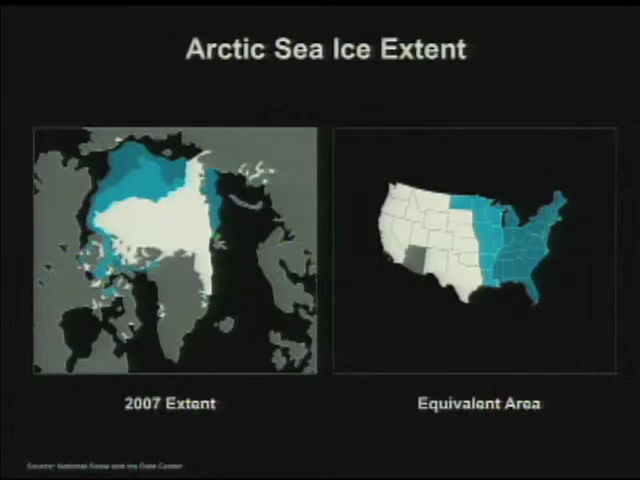 Arctic Sea Ice Extent
2007 Extent
Equivalent Area
Source: National Snow and Ice Data Center